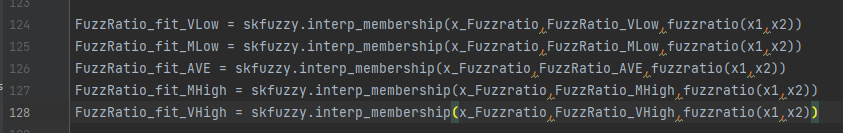 123
124 FuzzRatio_fit_VLow = skfuzzy.interp_membership(x_Fuzzratio,FuzzRatio_VLow,fuzzratio(x1,x2))
125 FuzzRatio_fit_MLow = skfuzzy.interp_membership(x_Fuzzratio,FuzzRatio_MLow,fuzzratio(x1,x2))
126 FuzzRatio_fit_AVE = skfuzzy.interp_membership(x_Fuzzratio,FuzzRatio_AVE,fuzzratio(x1,x2))
127 FuzzRatio_fit_MHigh = skfuzzy.interp_membership(x_Fuzzratio,FuzzRatio_MHigh,fuzzratio(x1,x2))
128 FuzzRatio_fit_VHigh = skfuzzy.interp_membership(x_Fuzzratio,FuzzRatio_VHigh,fuzzratio(x1,x2))